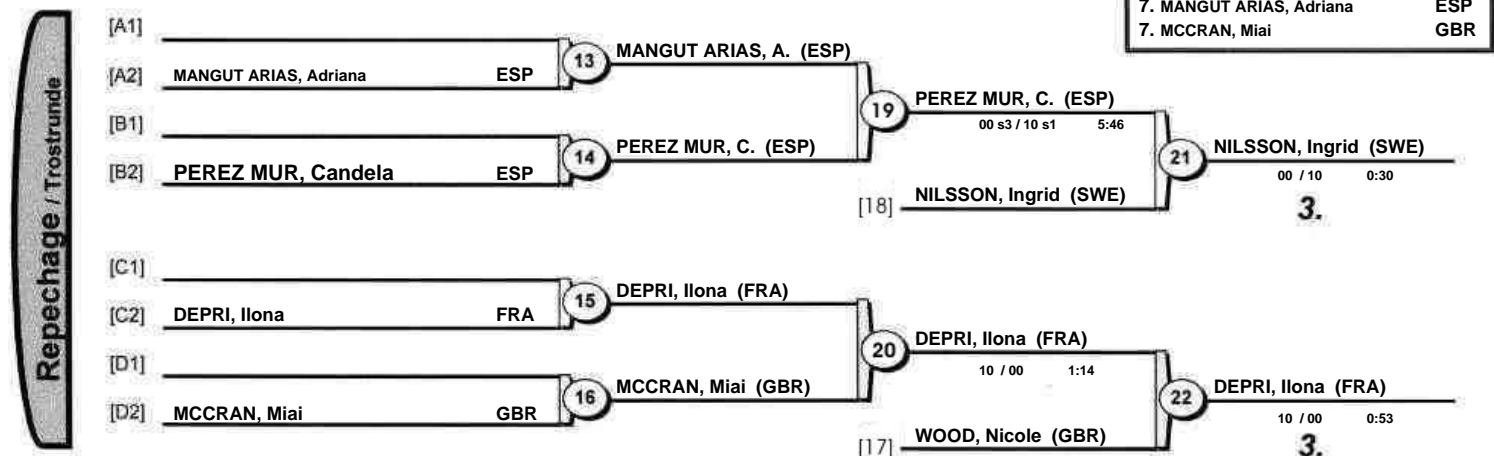 7. MANGUT ARIAS, Adriana ESP
7. MCCRAN, Miai GBR
Repechage / Trostrunde
[A1]
[A2] MANGUT ARIAS, Adriana ESP
13 MANGUT ARIAS, A. (ESP)
[B1]
[B2] PEREZ MUR, Candela ESP
14 PEREZ MUR, C. (ESP)
19 PEREZ MUR, C. (ESP)
00 s3 / 10 s1 5:46
[18] NILSSON, Ingrid (SWE)
21 NILSSON, Ingrid (SWE)
00 / 10 0:30
3.
[C1]
[C2] DEPRI, Ilona FRA
15 DEPRI, Ilona (FRA)
[D1]
[D2] MCCRAN, Miai GBR
16 MCCRAN, Miai (GBR)
20 DEPRI, Ilona (FRA)
10 / 00 1:14
[17] WOOD, Nicole (GBR)
22 DEPRI, Ilona (FRA)
10 / 00 0:53
3.